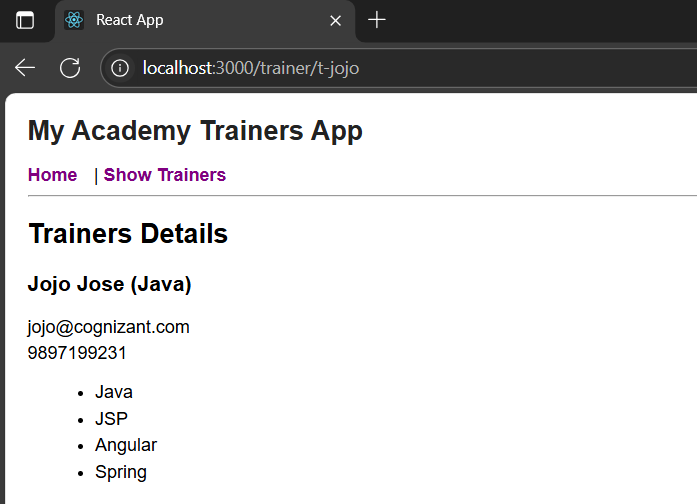 React App
localhost:3000/trainer/t-jojo
My Academy Trainers App
Home | Show Trainers
Trainers Details
Jojo Jose (Java)
jojo@cognizant.com
9897199231
• Java
• JSP
• Angular
• Spring